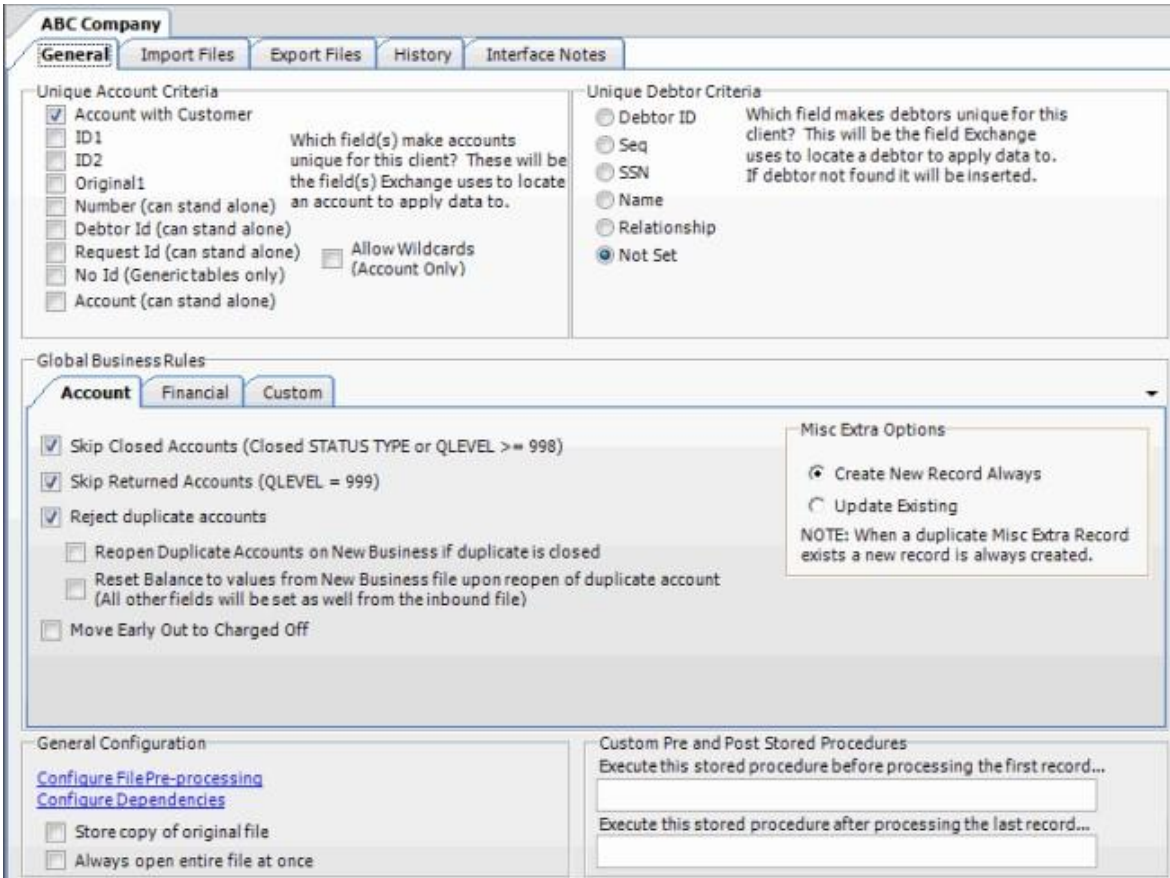 ABC Company
General
Import Files
Export Files
History
Interface Notes
Unique Account Criteria
Account with Customer
ID1
ID2
Original1
Number (can stand alone)
Debtor Id (can stand alone)
Request Id (can stand alone)
No Id (Generic tables only)
Account (can stand alone)
Which field(s) make accounts
unique for this client? These will be
the field(s) Exchange uses to locate
an account to apply data to.
Allow Wildcards
(Account Only)
Unique Debtor Criteria
Debtor ID
Seq
SSN
Name
Relationship
Not Set
Which field makes debtors unique for this
client? This will be the field Exchange
uses to locate a debtor to apply data to.
If debtor not found it will be inserted.
Global Business Rules
Account
Financial
Custom
Skip Closed Accounts (Closed STATUS TYPE or QLEVEL >= 998)
Skip Returned Accounts (QLEVEL = 999)
Reject duplicate accounts
Reopen Duplicate Accounts on New Business if duplicate is closed
Reset Balance to values from New Business file upon reopen of duplicate account
(All other fields will be set as well from the inbound file)
Move Early Out to Charged Off
Misc Extra Options
Create New Record Always
Update Existing
NOTE: When a duplicate Misc Extra Record
exists a new record is always created.
General Configuration
Configure File Pre-processing
Configure Dependencies
Store copy of original file
Always open entire file at once
Custom Pre and Post Stored Procedures
Execute this stored procedure before processing the first record...
Execute this stored procedure after processing the last record...